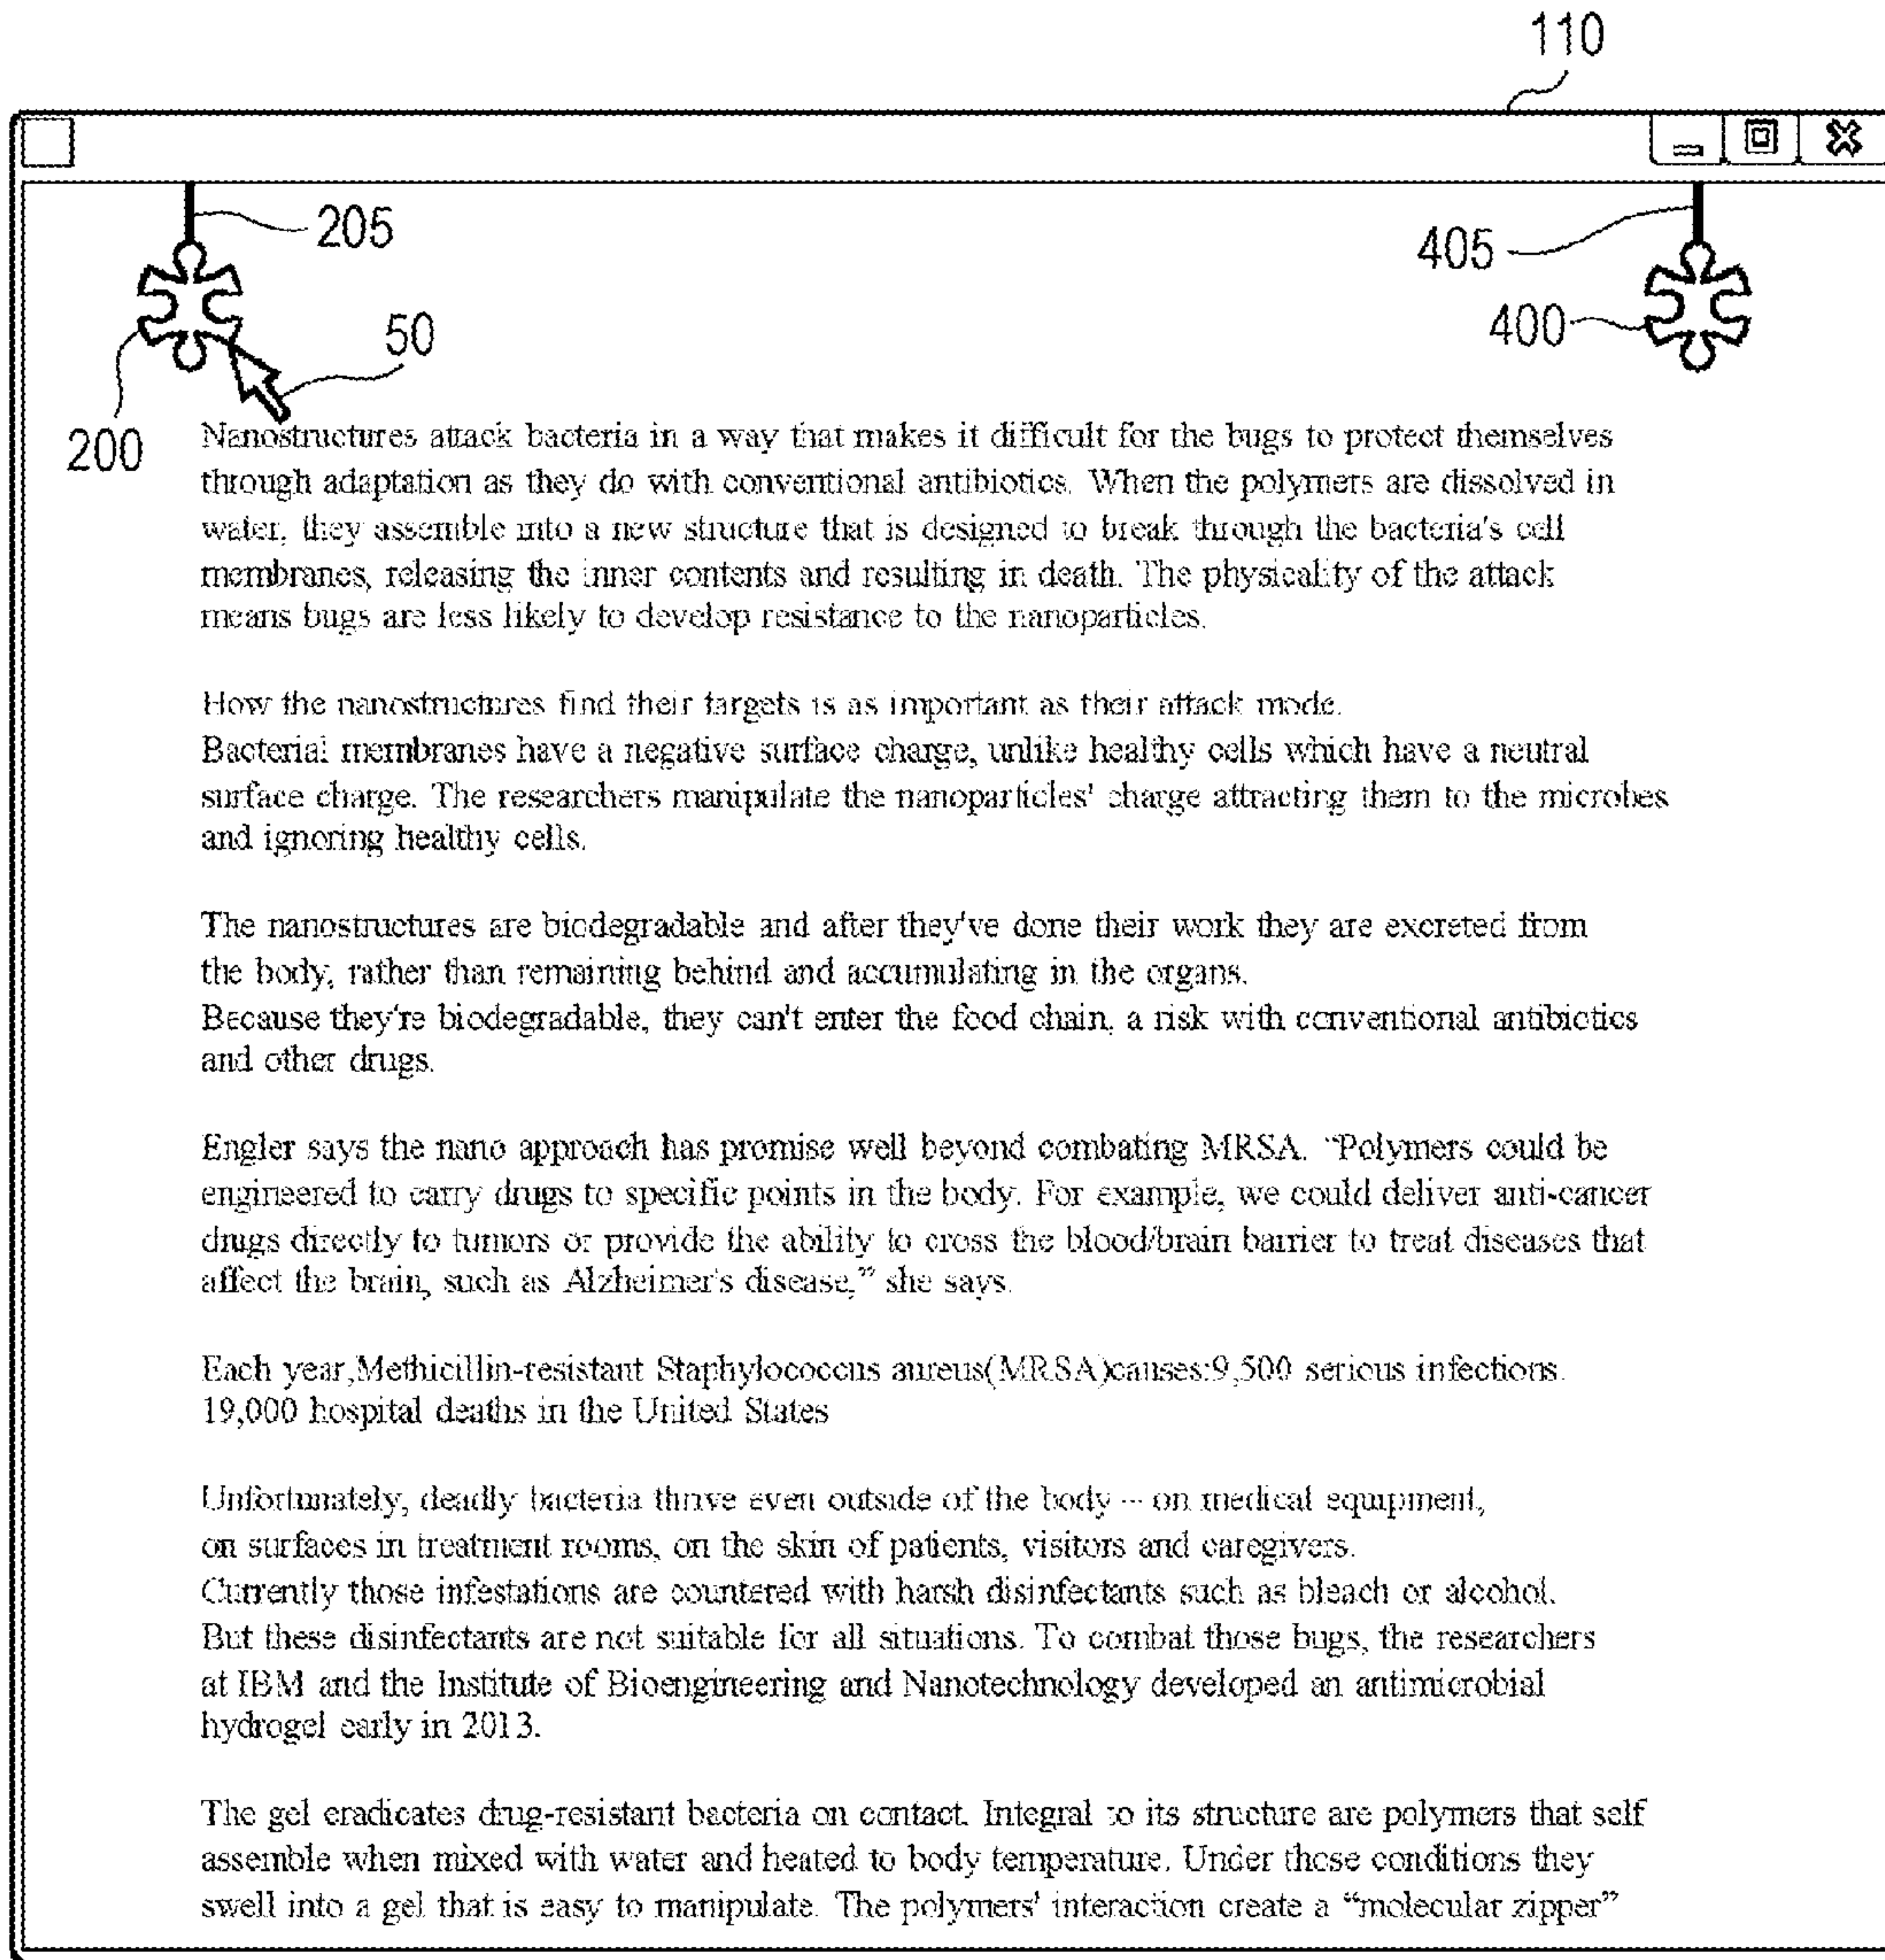 110
205
405
50
400
200
Nanostructures attack bacteria in a way that makes it difficult for the bugs to protect themselves
through adaptation as they do with conventional antibiotics. When the polymers are dissolved in
water, they assemble into a new structure that is designed to break through the bacteria's cell
membranes, releasing the inner contents and resulting in death. The physicality of the attack
means bugs are less likely to develop resistance to the nanoparticles.
How the nanostructures find their targets is as important as their attack mode.
Bacterial membranes have a negative surface charge, unlike healthy cells which have a neutral
surface charge. The researchers manipulate the nanoparticles' charge attracting them to the microbes
and ignoring healthy cells.
The nanostructures are biodegradable and after they've done their work they are excreted from
the body, rather than remaining behind and accumulating in the organs.
Because they're biodegradable, they can't enter the food chain, a risk with conventional antibiotics
and other drugs.
Engler says the nano approach has promise well beyond combating MRSA. “Polymers could be
engineered to carry drugs to specific points in the body. For example, we could deliver anti-cancer
drugs directly to tumors or provide the ability to cross the blood/brain barrier to treat diseases that
affect the brain, such as Alzheimer's disease,” she says.
Each year,Methicillin-resistant Staphylococcus aureus(MRSA)causes:9,500 serious infections.
19,000 hospital deaths in the United States
Unfortunately, deadly bacteria thrive even outside of the body -- on medical equipment,
on surfaces in treatment rooms, on the skin of patients, visitors and caregivers.
Currently those infestations are countered with harsh disinfectants such as bleach or alcohol.
But these disinfectants are not suitable for all situations. To combat those bugs, the researchers
at IBM and the Institute of Bioengineering and Nanotechnology developed an antimicrobial
hydrogel early in 2013.
The gel eradicates drug-resistant bacteria on contact. Integral to its structure are polymers that self
assemble when mixed with water and heated to body temperature. Under those conditions they
swell into a gel that is easy to manipulate. The polymers' interaction create a “molecular zipper”